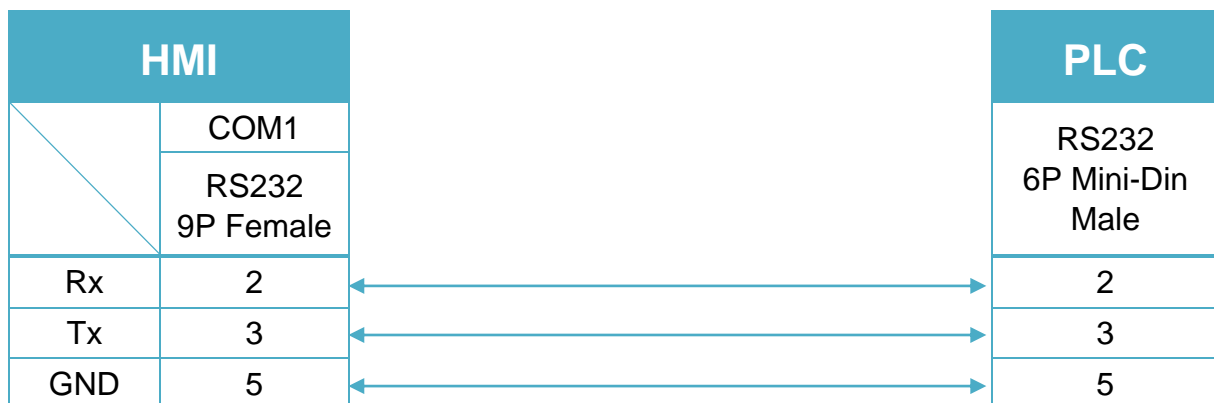 HMI
PLC
COM1
RS232
9P Female
RS232
6P Mini-Din
Male
Rx 2 2
Tx 3 3
GND 5 5